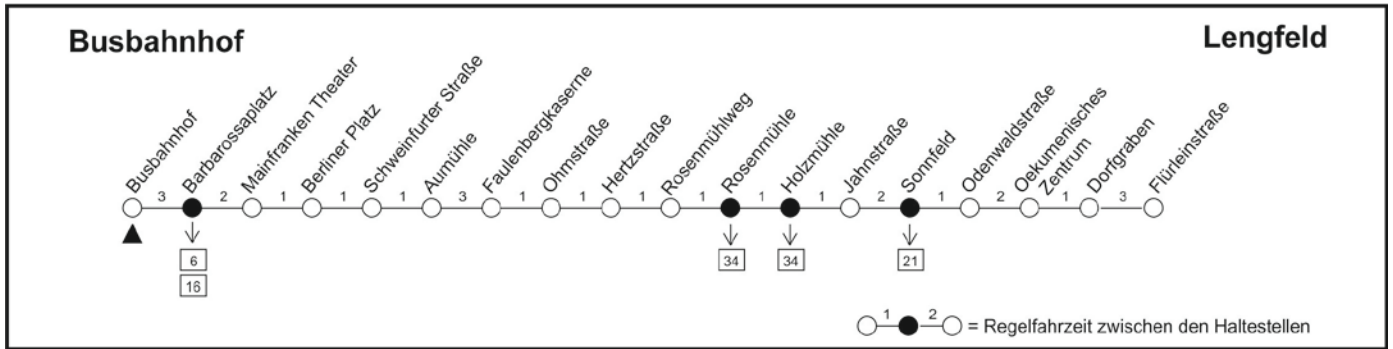 Busbahnhof
Lengfeld
Busbahnhof
Barbarossaplatz
Mainfranken Theater
Berliner Platz
Schweinfurter Straße
Aumühle
Faulenbergkaserne
Ohmstraße
Hertzstraße
Rosenmühlweg
Rosenmühle
Holzmühle
Jahnstraße
Sonnfeld
Odenwaldstraße
Oekumenisches
Zentrum
Dorfgraben
Flürleinstraße
3 2 1 1 1 3 1 1 1 1 1 1 2 1 2 1 3
6 34 34 21
16
1 2 = Regelfahrzeit zwischen den Haltestellen